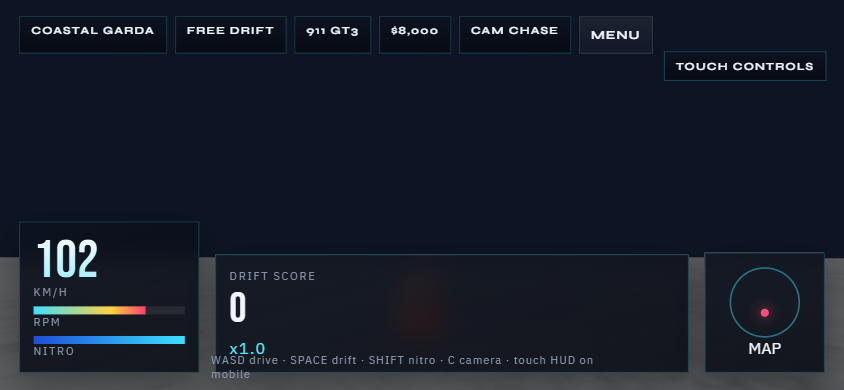 COASTAL GARDA
FREE DRIFT
911 GT3
$8,000
CAM CHASE
MENU
TOUCH CONTROLS
102
KM/H
RPM
NITRO
DRIFT SCORE
0
x1.0
WASD drive · SPACE drift · SHIFT nitro · C camera · touch HUD on
mobile
MAP